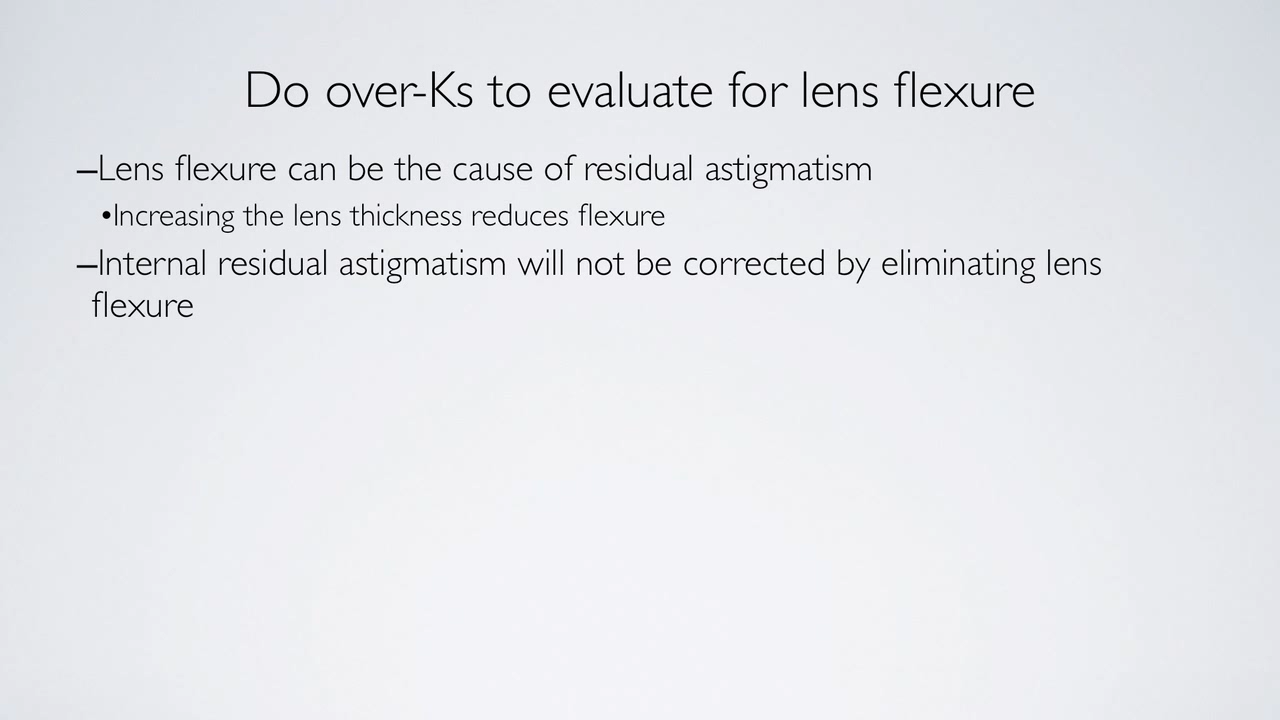 Do over-Ks to evaluate for lens flexure
–Lens flexure can be the cause of residual astigmatism
•Increasing the lens thickness reduces flexure
–Internal residual astigmatism will not be corrected by eliminating lens
flexure